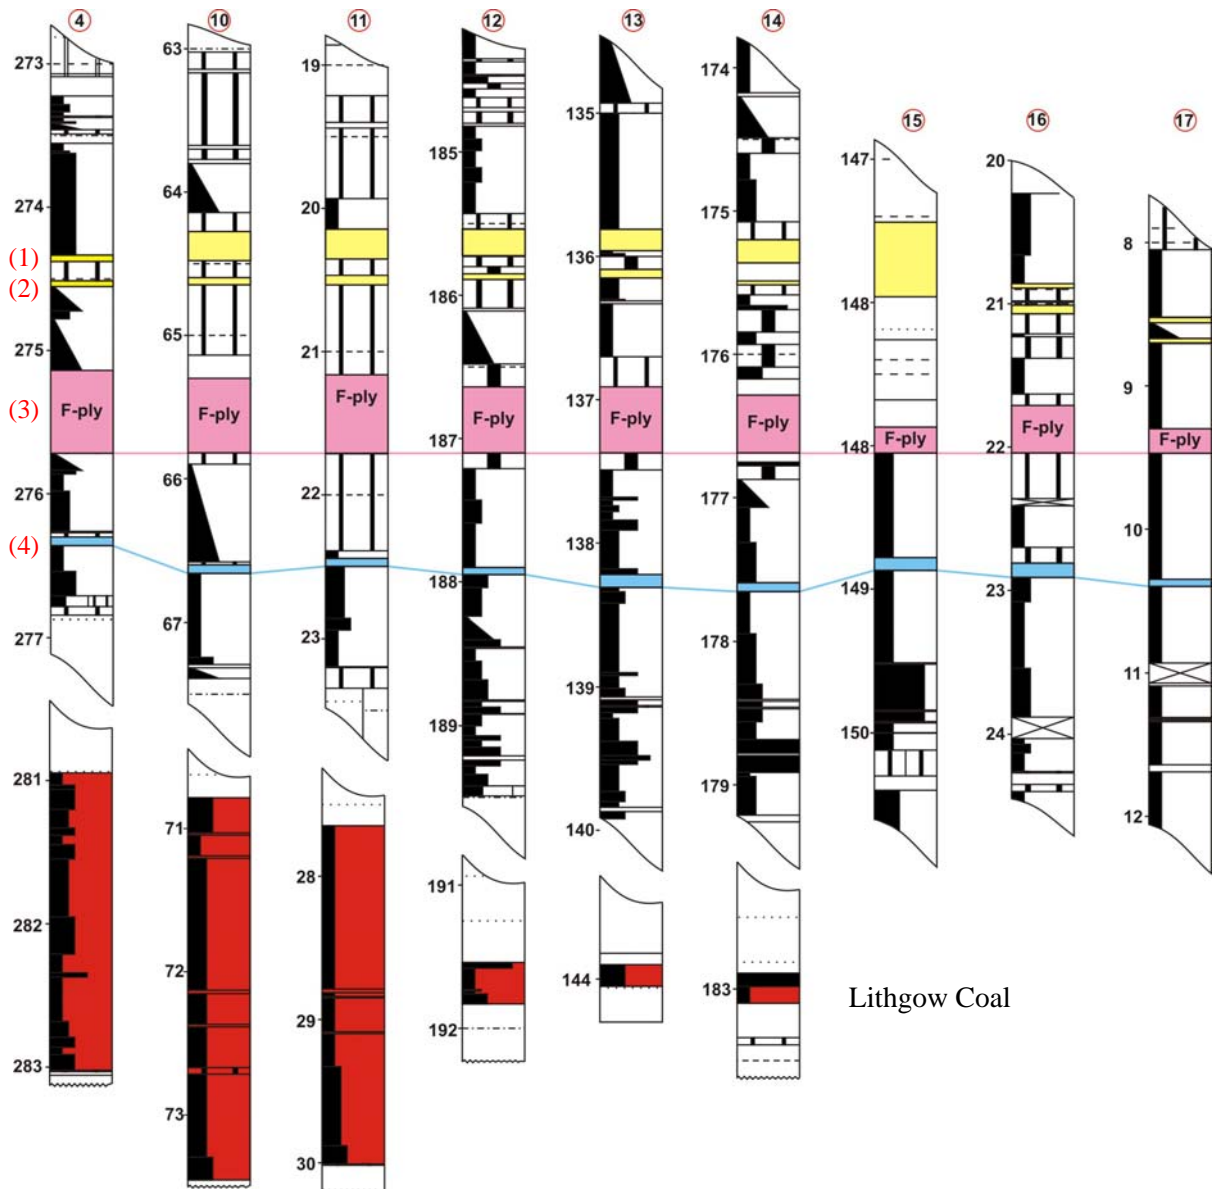 4 10 11 12 13 14 15 16 17
273 63 19 185 135 174 147 20 8
274 64 20 186 136 175 148 21 9
275 65 21 187 137 176 148 22 10
276 66 22 188 138 177 149 23 11
277 67 23 189 139 178 150 24 12
140 179
(1)
(2)
(3)
(4)
F-ply F-ply F-ply F-ply F-ply F-ply F-ply F-ply F-ply
281 71 28 191 144 183
282 72 29 192
283 73 30
Lithgow Coal